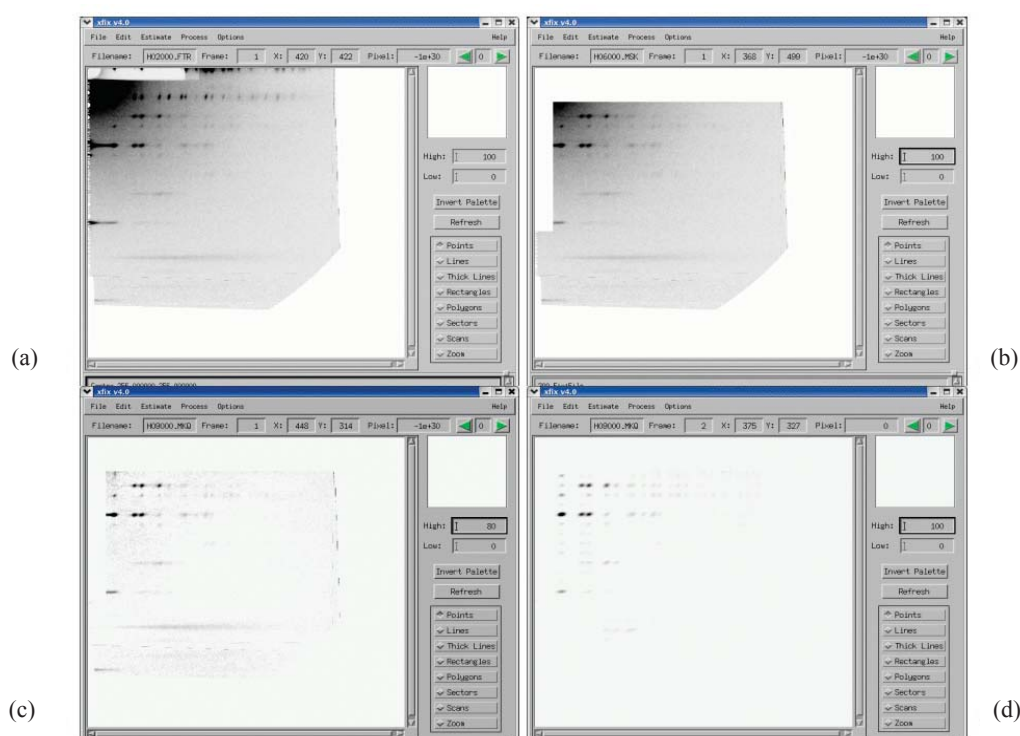 xfix v4.0
File Edit Estimate Process Options Help
Filename: H02000.FTR Frame: 1 X: 420 Y: 422 Pixel: -1e+30 0
High: 100
Low: 0
Invert Palette
Refresh
Points
Lines
Thick Lines
Rectangles
Polygons
Sectors
Scans
Zoom
(a)
xfix v4.0
File Edit Estimate Process Options Help
Filename: H06000.MSK Frame: 1 X: 368 Y: 499 Pixel: -1e+30 0
High: 100
Low: 0
Invert Palette
Refresh
Points
Lines
Thick Lines
Rectangles
Polygons
Sectors
Scans
Zoom
(b)
xfix v4.0
File Edit Estimate Process Options Help
Filename: H09000.MKQ Frame: 1 X: 448 Y: 314 Pixel: -1e+30 0
High: 80
Low: 0
Invert Palette
Refresh
Points
Lines
Thick Lines
Rectangles
Polygons
Sectors
Scans
Zoom
(c)
xfix v4.0
File Edit Estimate Process Options Help
Filename: H09000.MKQ Frame: 2 X: 375 Y: 327 Pixel: 0 0
High: 100
Low: 0
Invert Palette
Refresh
Points
Lines
Thick Lines
Rectangles
Polygons
Sectors
Scans
Zoom
(d)